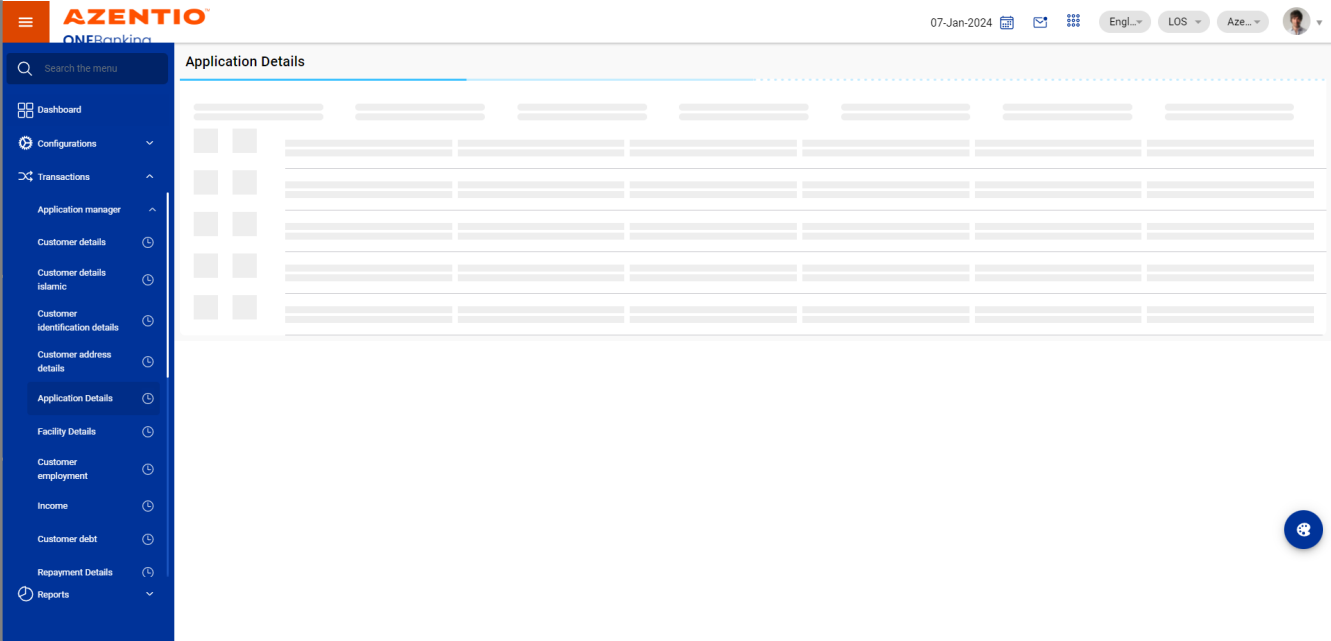 AZENTIO™
ONEBanking
07-Jan-2024
Engl...
LOS
Aze...
Search the menu
Application Details
Dashboard
Configurations
Transactions
Application manager
Customer details
Customer details
islamic
Customer
identification details
Customer address
details
Application Details
Facility Details
Customer
employment
Income
Customer debt
Repayment Details
Reports